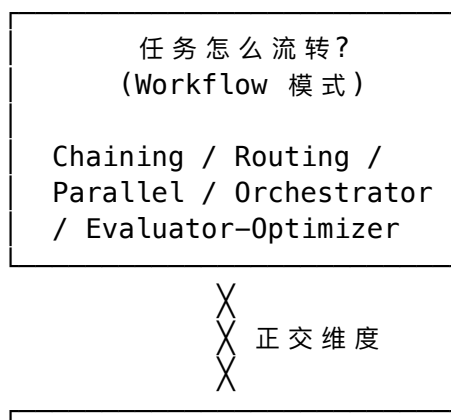 任务怎么流转?
(Workflow 模式)
Chaining / Routing /
Parallel / Orchestrator
/ Evaluator-Optimizer
正交维度